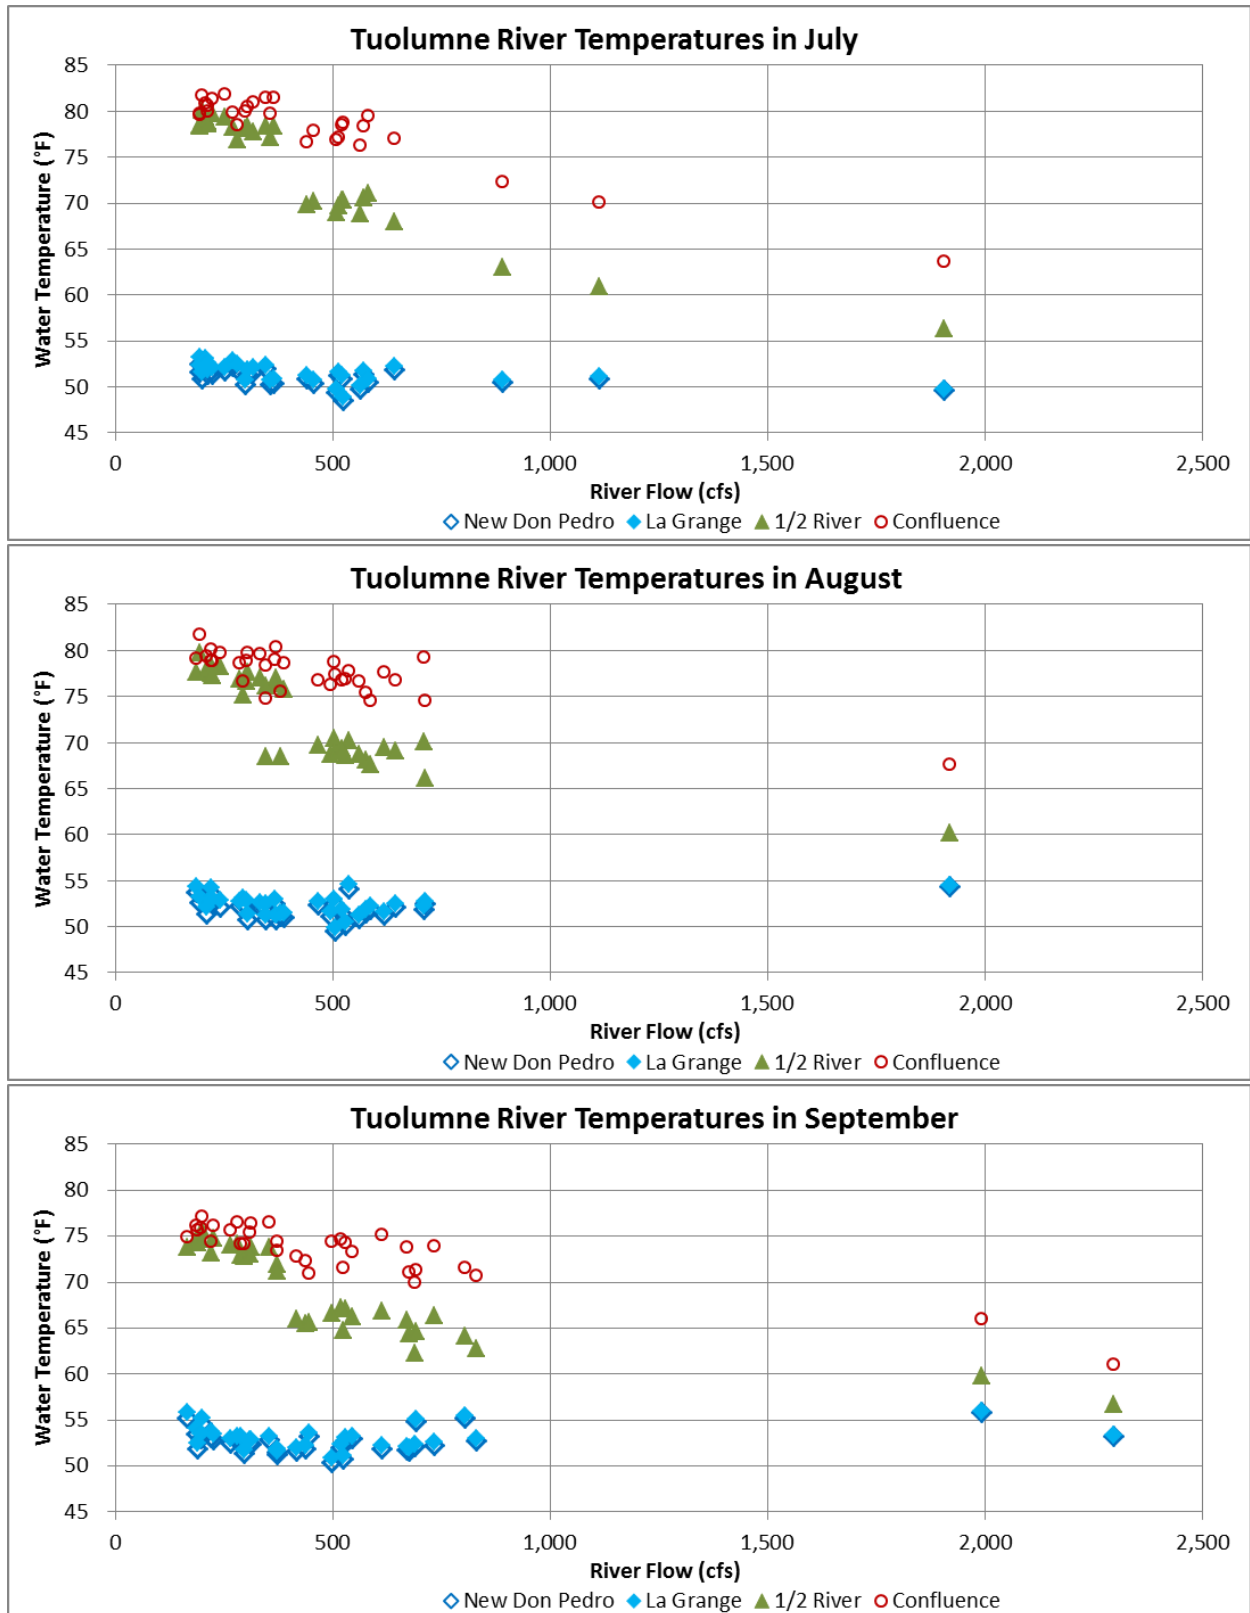 Tuolumne River Temperatures in July
Water Temperature (°F)
85
80
75
70
65
60
55
50
45
0 500 1,000 1,500 2,000 2,500
River Flow (cfs)
New Don Pedro La Grange 1/2 River Confluence
Tuolumne River Temperatures in August
Water Temperature (°F)
85
80
75
70
65
60
55
50
45
0 500 1,000 1,500 2,000 2,500
River Flow (cfs)
New Don Pedro La Grange 1/2 River Confluence
Tuolumne River Temperatures in September
Water Temperature (°F)
85
80
75
70
65
60
55
50
45
0 500 1,000 1,500 2,000 2,500
River Flow (cfs)
New Don Pedro La Grange 1/2 River Confluence